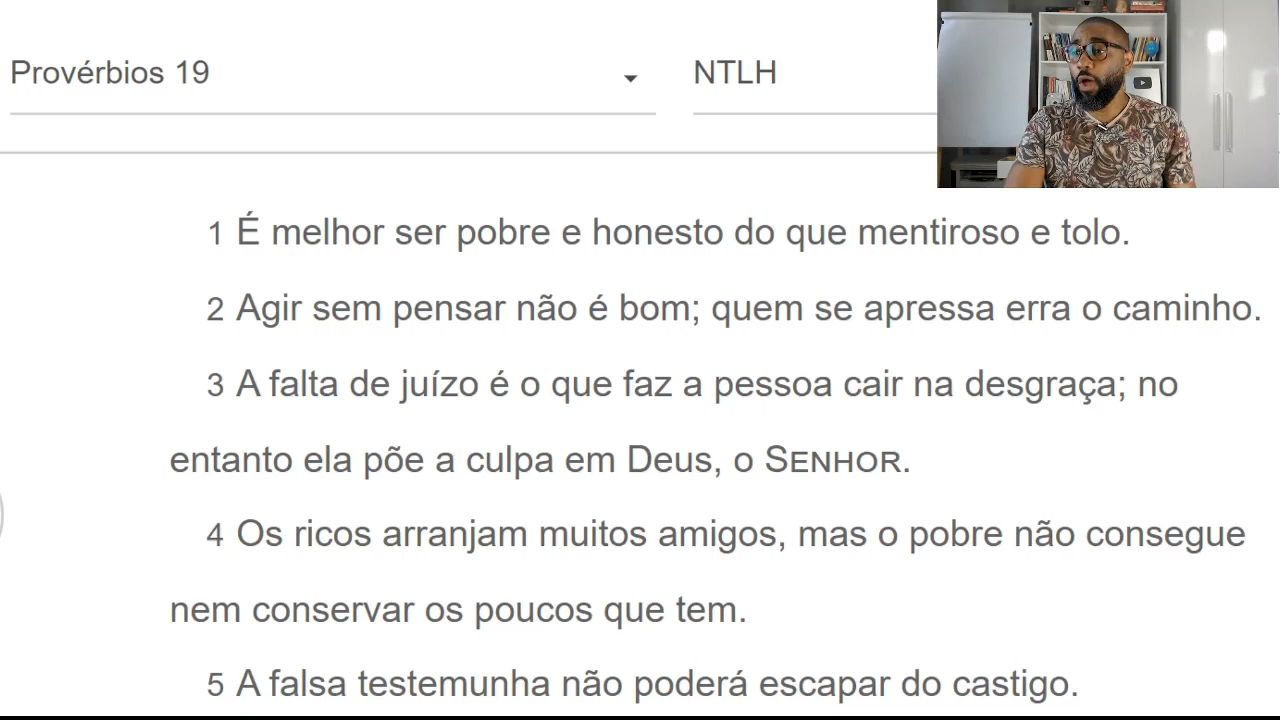 Provérbios 19
NTLH
1 É melhor ser pobre e honesto do que mentiroso e tolo.
2 Agir sem pensar não é bom; quem se apressa erra o caminho.
3 A falta de juízo é o que faz a pessoa cair na desgraça; no
entanto ela põe a culpa em Deus, o SENHOR.
4 Os ricos arranjam muitos amigos, mas o pobre não consegue
nem conservar os poucos que tem.
5 A falsa testemunha não poderá escapar do castigo.